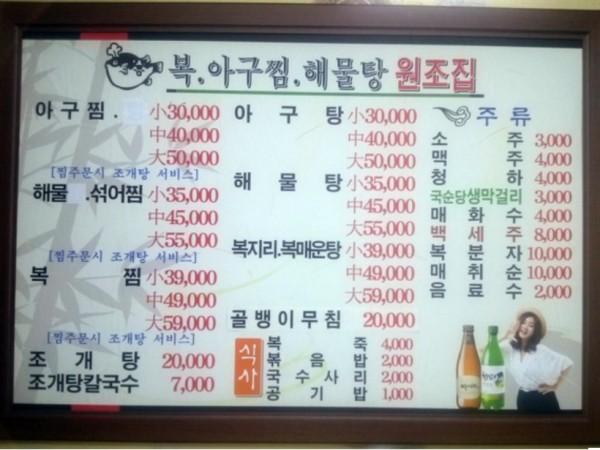 복.아구찜.해물탕 원조집
아구찜. 小30,000
中40,000
大50,000
[찜주문시 조개탕 서비스]
해물 .섞어찜 小35,000
中45,000
大55,000
[찜주문시 조개탕 서비스]
복찜 小39,000
中49,000
大59,000
[찜주문시 조개탕 서비스]
조개탕 20,000
조개탕칼국수 7,000
아구탕 小30,000
中40,000
大50,000
해물탕 小35,000
中45,000
大55,000
복지리.복매운탕 小39,000
中49,000
大59,000
골뱅이무침 20,000
식사
복죽 4,000
볶음밥 2,000
국수사리 2,000
공기밥 1,000
주류
소주 3,000
맥주 4,000
청하 4,000
국순당생막걸리 3,000
매화수 4,000
백세주 8,000
복분자 10,000
매취순 10,000
음료수 2,000